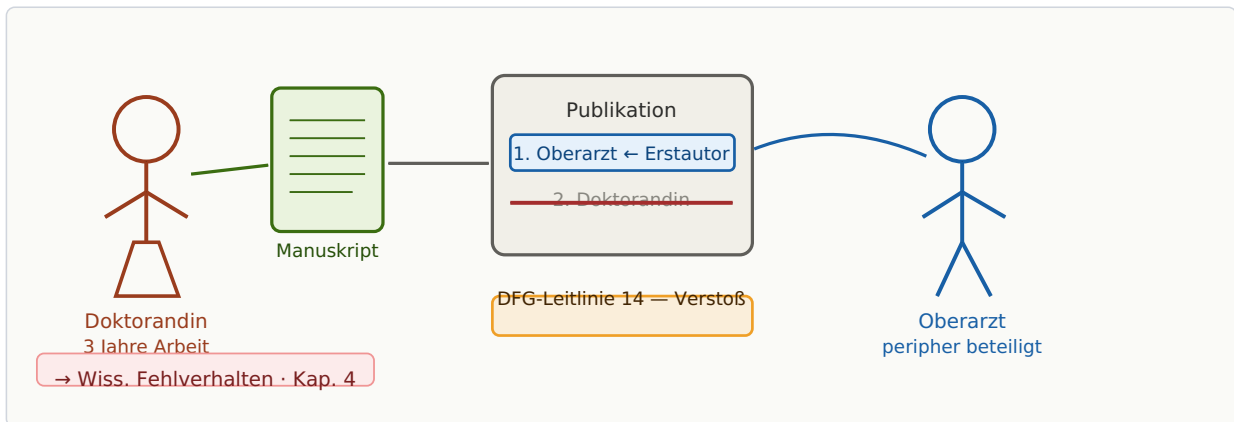 Publikation
1. Oberarzt ← Erstautor
2. Doktorandin
Manuskript
DFG-Leitlinie 14 — Verstoß
Doktorandin
3 Jahre Arbeit
→ Wiss. Fehlverhalten · Kap. 4
Oberarzt
peripher beteiligt